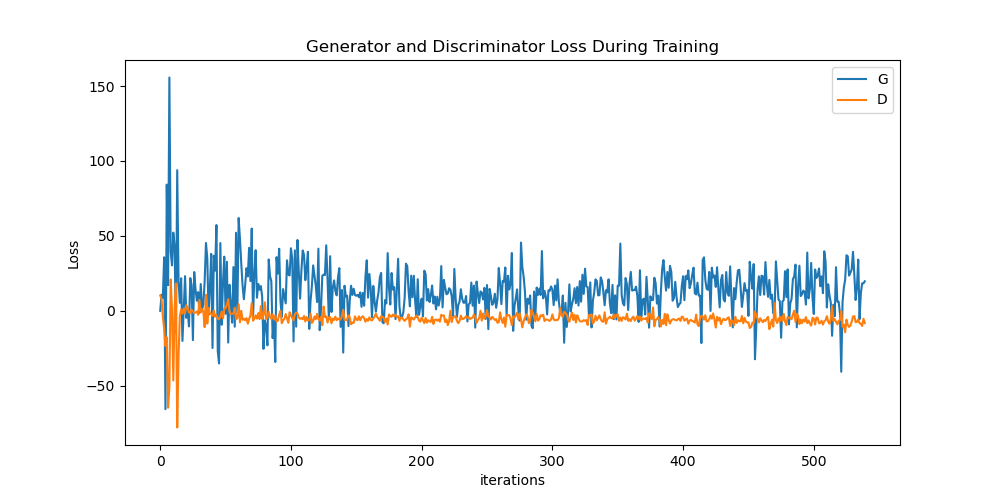 Generator and Discriminator Loss During Training
G
D
150
100
50
0
−50
Loss
0 100 200 300 400 500
iterations